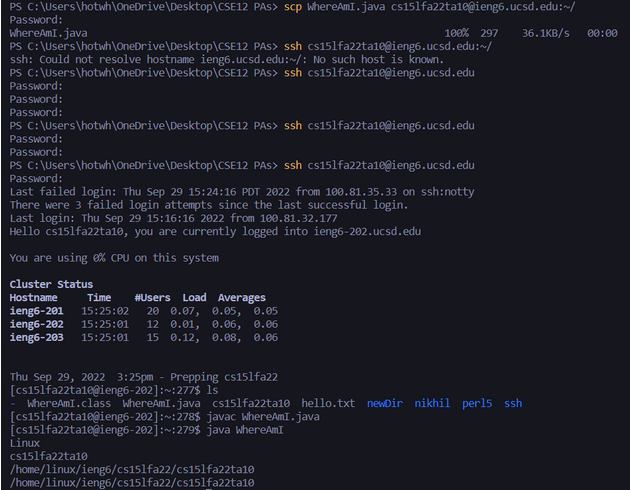 PS C:\Users\hotwh\OneDrive\Desktop\CSE12 PAs> scp WhereAmI.java cs15lfa22ta10@ieng6.ucsd.edu:~/
Password:
WhereAmI.java 100% 297 36.1KB/s 00:00
PS C:\Users\hotwh\OneDrive\Desktop\CSE12 PAs> ssh cs15lfa22ta10@ieng6.ucsd.edu:~/
ssh: Could not resolve hostname ieng6.ucsd.edu:~/: No such host is known.
PS C:\Users\hotwh\OneDrive\Desktop\CSE12 PAs> ssh cs15lfa22ta10@ieng6.ucsd.edu
Password:
Password:
Password:
PS C:\Users\hotwh\OneDrive\Desktop\CSE12 PAs> ssh cs15lfa22ta10@ieng6.ucsd.edu
Password:
Password:
PS C:\Users\hotwh\OneDrive\Desktop\CSE12 PAs> ssh cs15lfa22ta10@ieng6.ucsd.edu
Password:
Last failed login: Thu Sep 29 15:24:16 PDT 2022 from 100.81.35.33 on ssh:notty
There were 3 failed login attempts since the last successful login.
Last login: Thu Sep 29 15:16:16 2022 from 100.81.32.177
Hello cs15lfa22ta10, you are currently logged into ieng6-202.ucsd.edu
You are using 0% CPU on this system
Cluster Status
Hostname Time #Users Load Averages
ieng6-201 15:25:02 20 0.07, 0.05, 0.05
ieng6-202 15:25:01 12 0.01, 0.06, 0.06
ieng6-203 15:25:01 15 0.12, 0.08, 0.06
Thu Sep 29, 2022 3:25pm - Prepping cs15lfa22
[cs15lfa22ta10@ieng6-202]:~:277$ ls
- WhereAmI.class WhereAmI.java cs15lfa22ta10 hello.txt newDir nikhil perl5 ssh
[cs15lfa22ta10@ieng6-202]:~:278$ javac WhereAmI.java
[cs15lfa22ta10@ieng6-202]:~:279$ java WhereAmI
Linux
cs15lfa22ta10
/home/linux/ieng6/cs15lfa22/cs15lfa22ta10
/home/linux/ieng6/cs15lfa22/cs15lfa22ta10